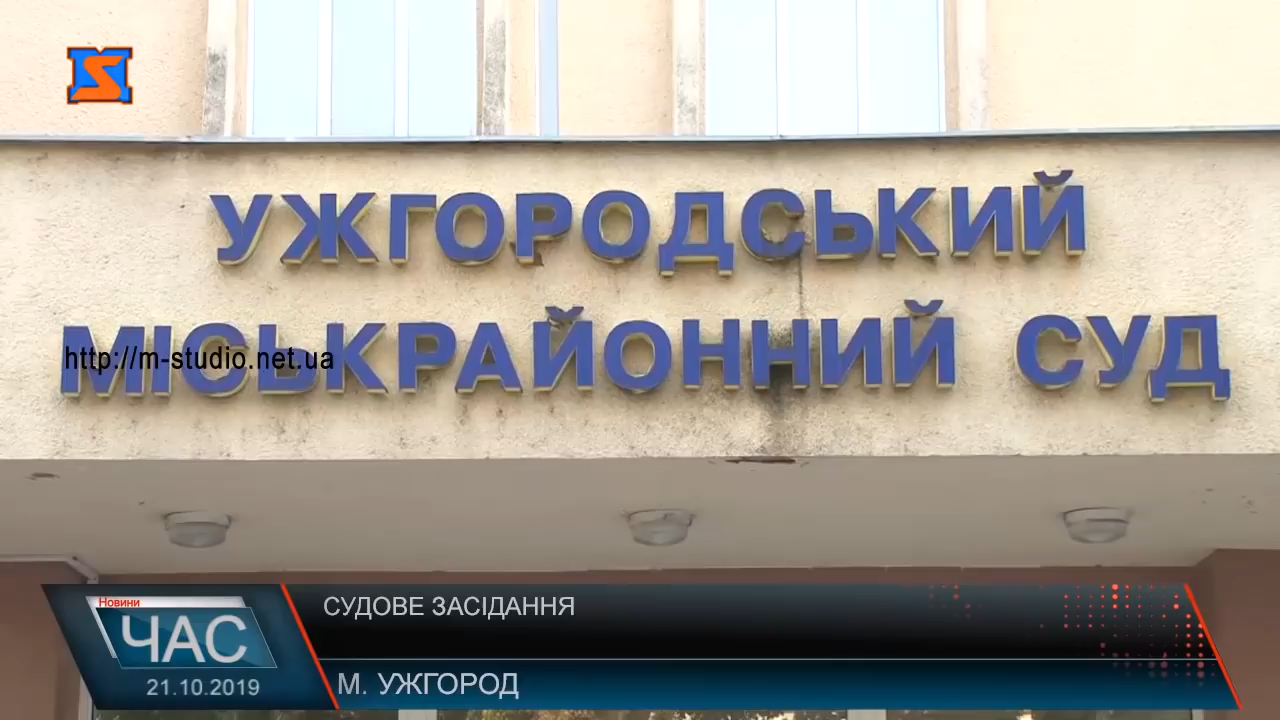 УЖГОРОДСЬКИЙ
МІСЬКРАЙОННИЙ СУД
http://m-studio.net.ua
Новини
ЧАС
21.10.2019
СУДОВЕ ЗАСІДАННЯ
М. УЖГОРОД